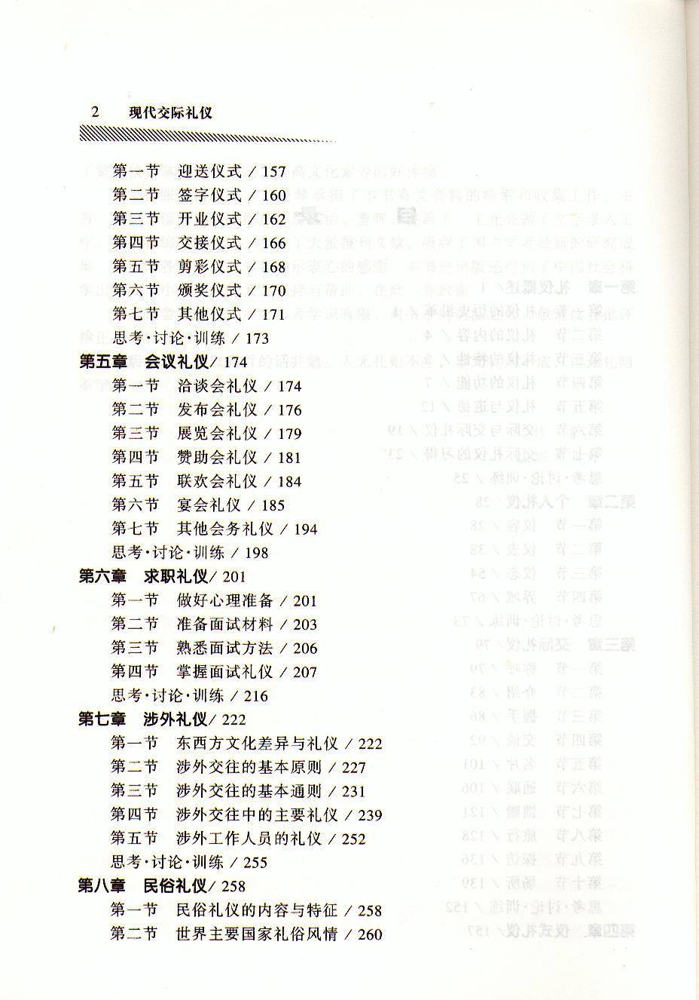 2 现代交际礼仪
第一节 迎送仪式 / 157
第二节 签字仪式 / 160
第三节 开业仪式 / 162
第四节 交接仪式 / 166
第五节 剪彩仪式 / 168
第六节 颁奖仪式 / 170
第七节 其他仪式 / 171
思考·讨论·训练 / 173
第五章 会议礼仪/ 174
第一节 洽谈会礼仪 / 174
第二节 发布会礼仪 / 176
第三节 展览会礼仪 / 179
第四节 赞助会礼仪 / 181
第五节 联欢会礼仪 / 184
第六节 宴会礼仪 / 185
第七节 其他会务礼仪 / 194
思考·讨论·训练 / 198
第六章 求职礼仪/ 201
第一节 做好心理准备 / 201
第二节 准备面试材料 / 203
第三节 熟悉面试方法 / 206
第四节 掌握面试礼仪 / 207
思考·讨论·训练 / 216
第七章 涉外礼仪/ 222
第一节 东西方文化差异与礼仪 / 222
第二节 涉外交往的基本原则 / 227
第三节 涉外交往的基本通则 / 231
第四节 涉外交往中的主要礼仪 / 239
第五节 涉外工作人员的礼仪 / 252
思考·讨论·训练 / 255
第八章 民俗礼仪/ 258
第一节 民俗礼仪的内容与特征 / 258
第二节 世界主要国家礼俗风情 / 260